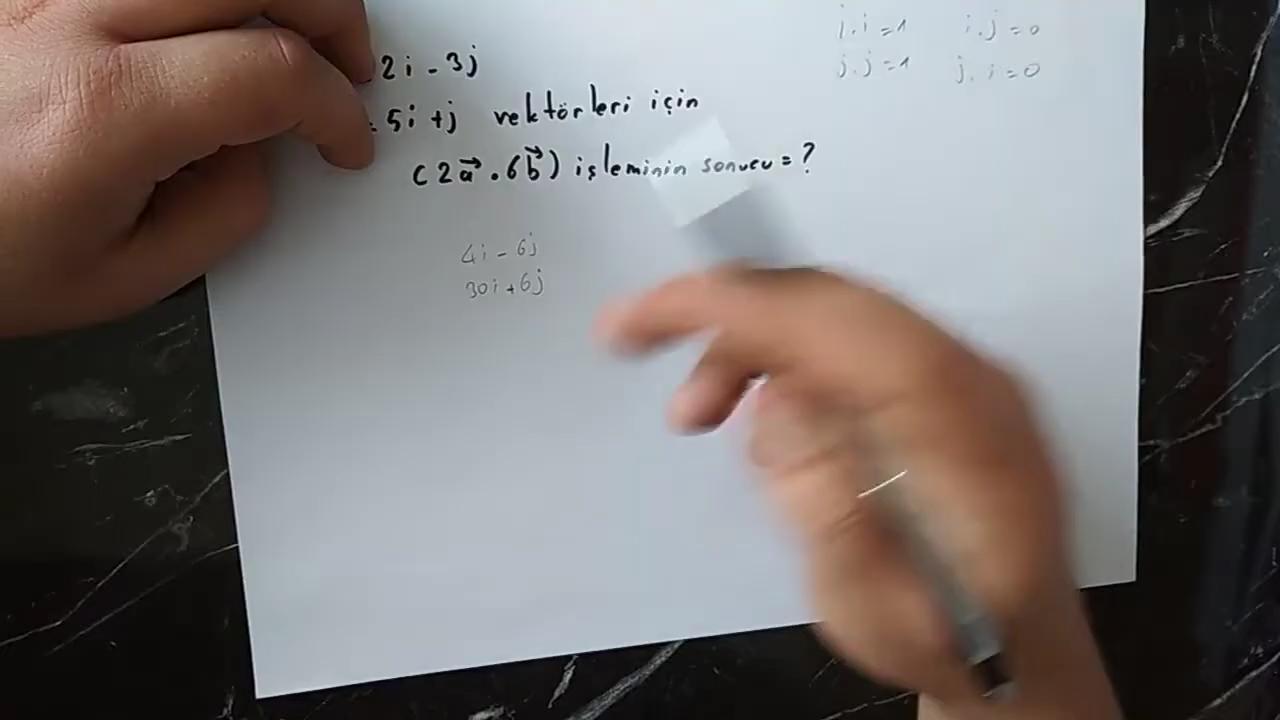 i.i=1 i.j=0
j.j=1 j.i=0
2i-3j
= 5i+j vektörleri için
(2a⃗.6b⃗) işleminin sonucu=?
4i-6j
30i+6j